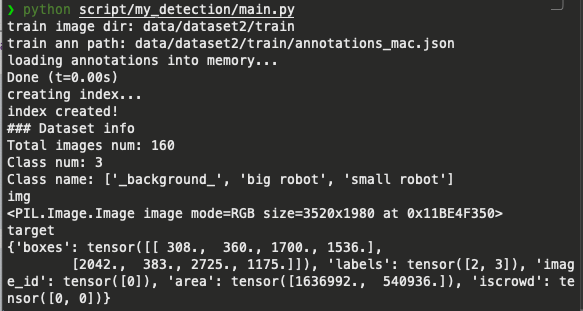 ❯ python script/my_detection/main.py
train image dir: data/dataset2/train
train ann path: data/dataset2/train/annotations_mac.json
loading annotations into memory...
Done (t=0.00s)
creating index...
index created!
### Dataset info
Total images num: 160
Class num: 3
Class name: ['_background_', 'big robot', 'small robot']
img
<PIL.Image.Image image mode=RGB size=3520x1980 at 0x11BE4F350>
target
{'boxes': tensor([[ 308.,  360., 1700., 1536.],
        [2042.,  383., 2725., 1175.]]), 'labels': tensor([2, 3]), 'imag
e_id': tensor([0]), 'area': tensor([1636992.,  540936.]), 'iscrowd': te
nsor([0, 0])}